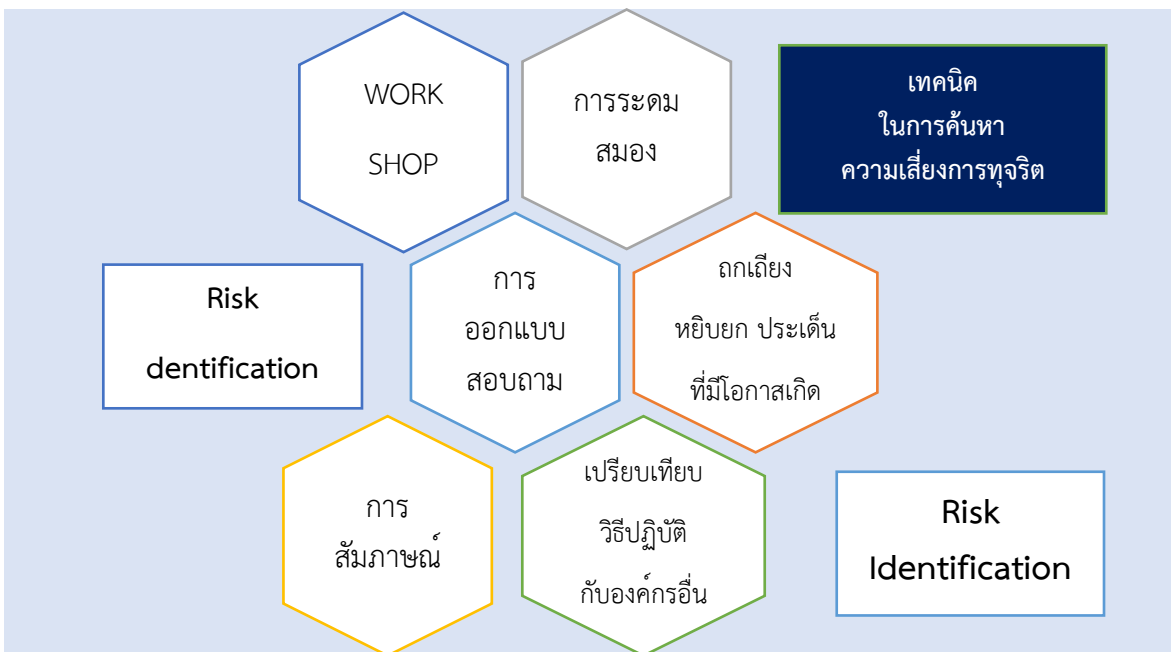 WORK
SHOP
การระดม
สมอง
เทคนิค
ในการค้นหา
ความเสี่ยงการทุจริต
Risk
dentification
การ
ออกแบบ
สอบถาม
ถกเถียง
หยิบยก ประเด็น
ที่มีโอกาสเกิด
การ
สัมภาษณ์
เปรียบเทียบ
วิธีปฏิบัติ
กับองค์กรอื่น
Risk
Identification